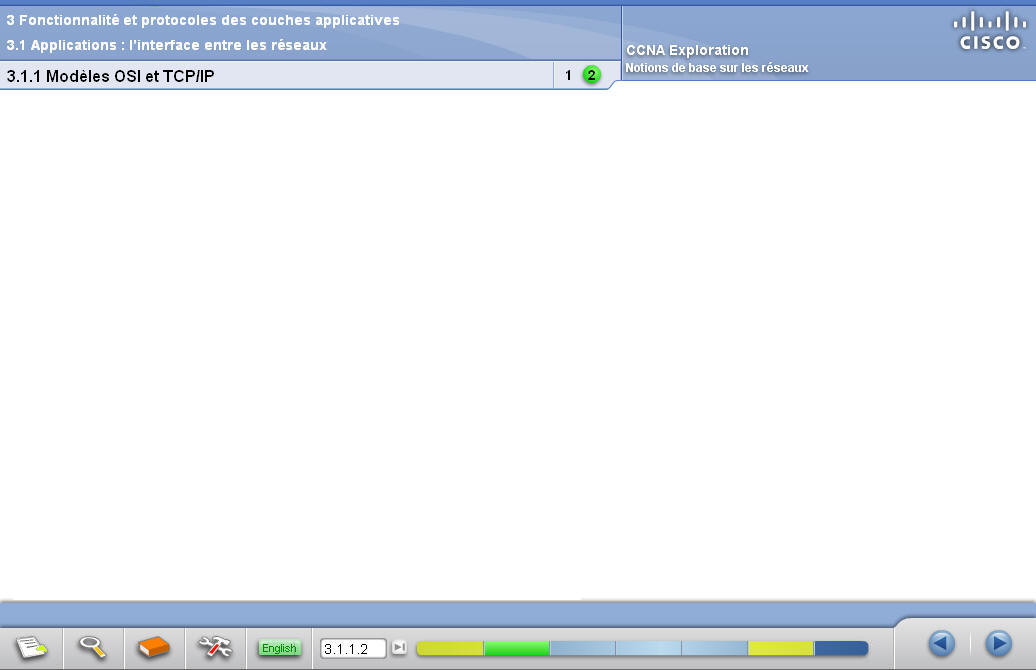 3 Fonctionnalité et protocoles des couches applicatives
3.1 Applications : l'interface entre les réseaux
3.1.1 Modèles OSI et TCP/IP
1 2
CCNA Exploration
Notions de base sur les réseaux
CISCO
English
3.1.1.2